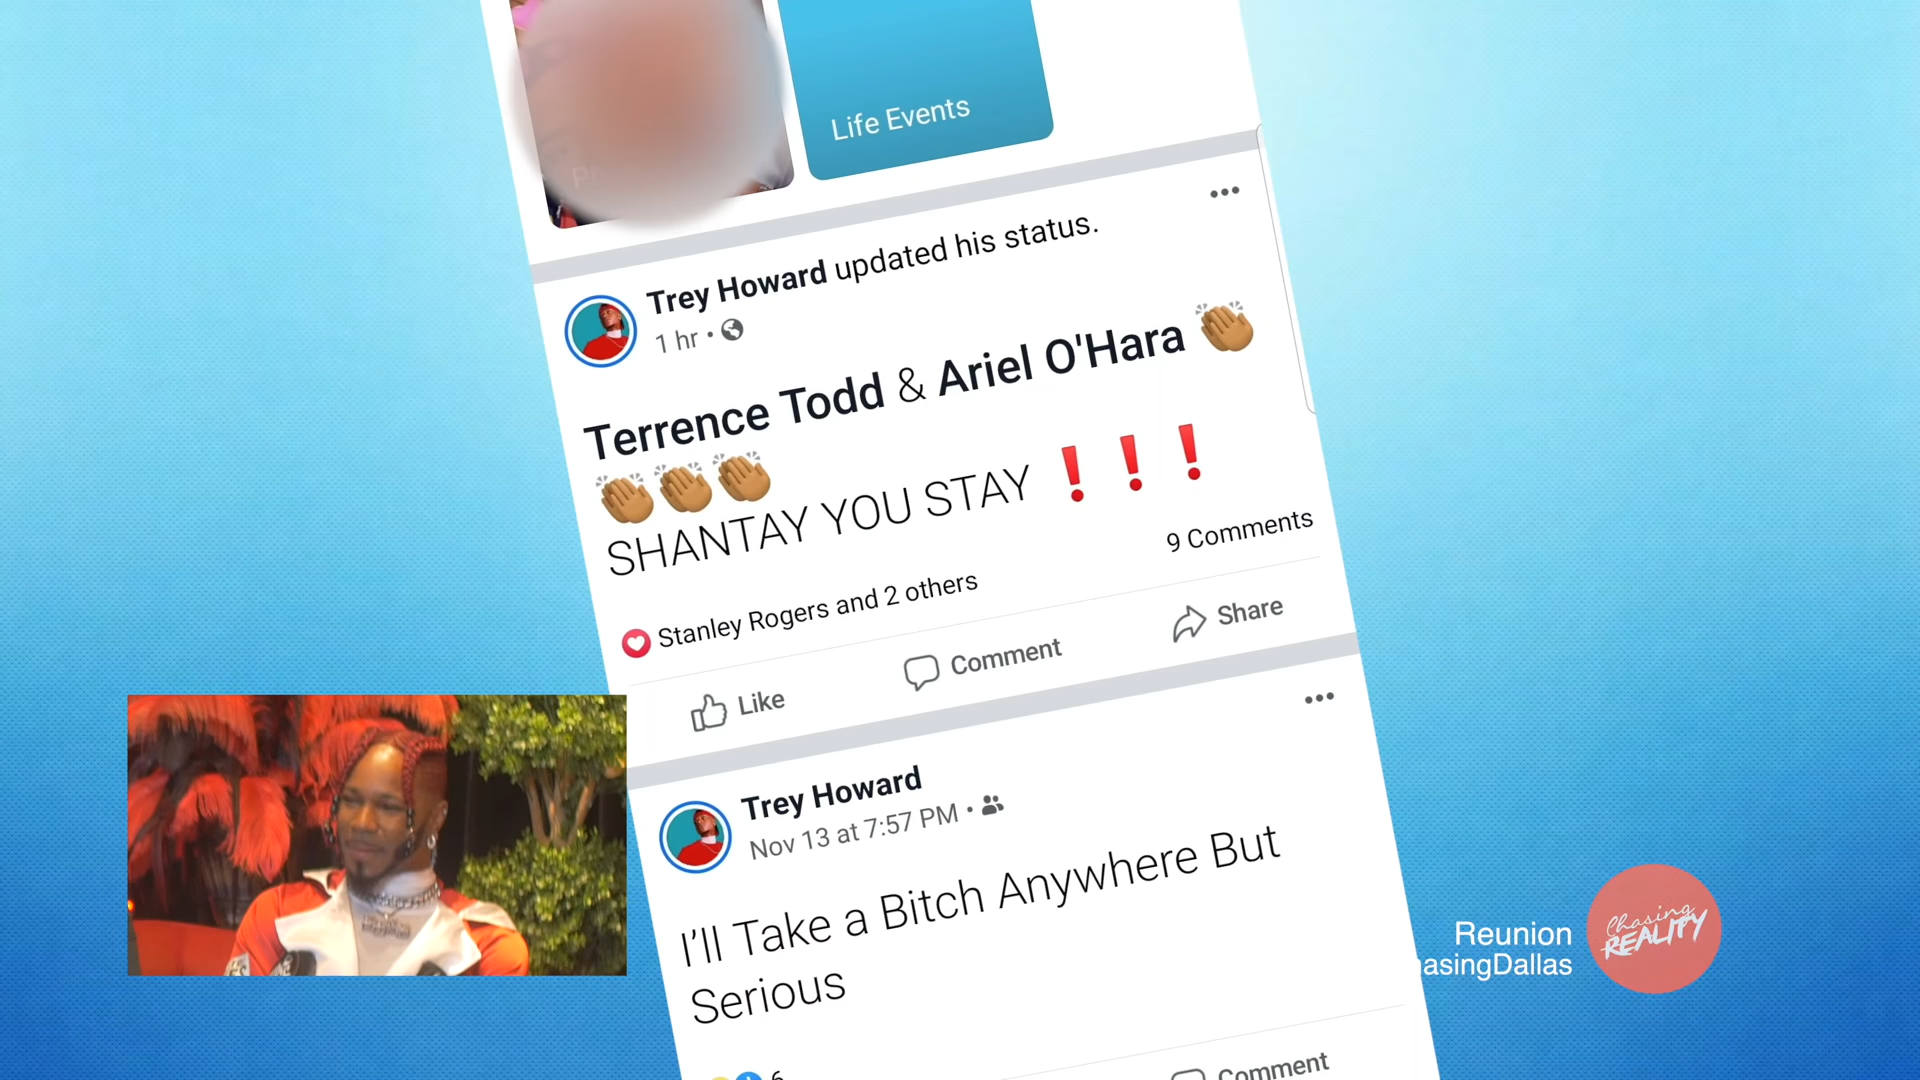 Life Events
Trey Howard updated his status.
1 hr •
Terrence Todd & Ariel O'Hara 👏🏾
👏🏾👏🏾👏🏾
SHANTAY YOU STAY ❗❗❗
9 Comments
Stanley Rogers and 2 others
Like
Comment
Share
Trey Howard
Nov 13 at 7:57 PM •
I'll Take a Bitch Anywhere But
Serious
6
Comment
Reunion
asingDallas
Chasing
REALITY